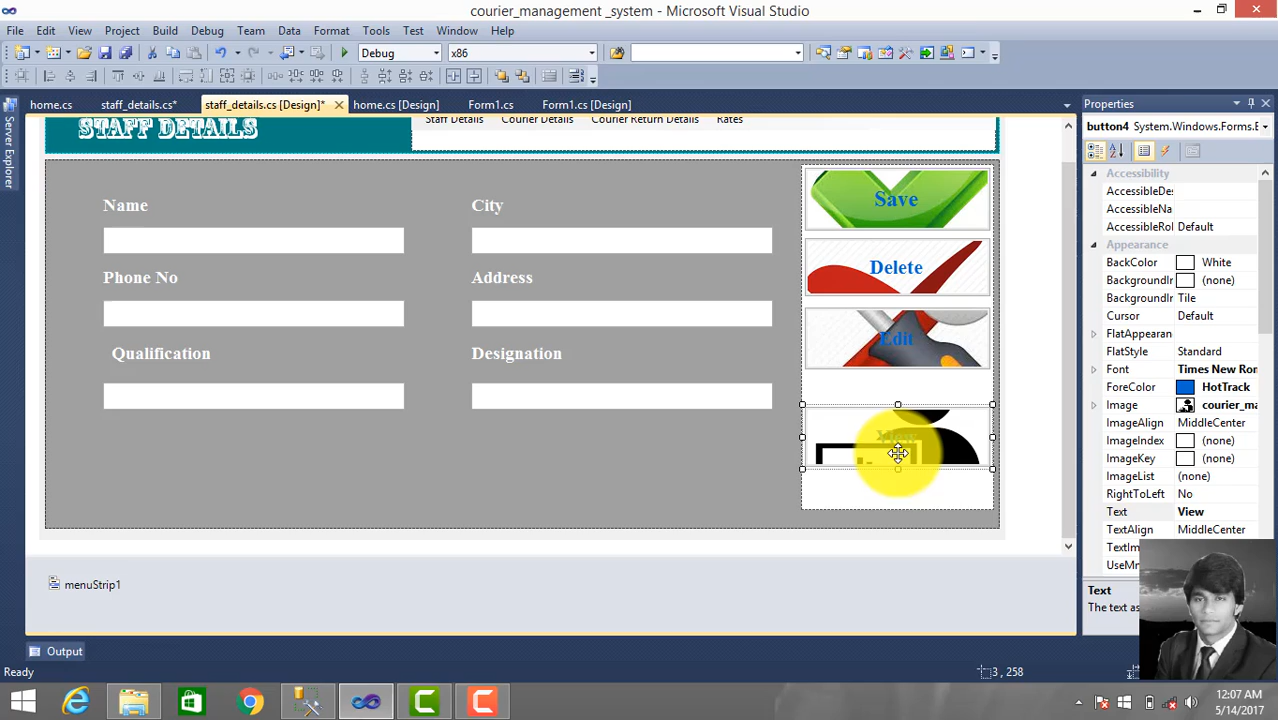 courier_management _system - Microsoft Visual Studio
File Edit View Project Build Debug Team Data Format Tools Test Window Help
Debug x86
home.cs staff_details.cs* staff_details.cs [Design]* home.cs [Design] Form1.cs Form1.cs [Design]
Server Explorer
STAFF DETAILS
Staff Details Courier Details Courier Return Details Rates
Name City
Phone No Address
Qualification Designation
Save
Delete
Edit
menuStrip1
Output
Ready
3 , 258
Properties
button4 System.Windows.Forms.B
Accessibility
AccessibleDes
AccessibleNa
AccessibleRol Default
Appearance
BackColor White
BackgroundIr (none)
BackgroundIr Tile
Cursor Default
FlatAppearan
FlatStyle Standard
Font Times New Ror
ForeColor HotTrack
Image courier_ma
ImageAlign MiddleCenter
ImageIndex (none)
ImageKey (none)
ImageList (none)
RightToLeft No
Text View
TextAlign MiddleCenter
TextIm
UseMr
Text
The text as
12:07 AM
5/14/2017